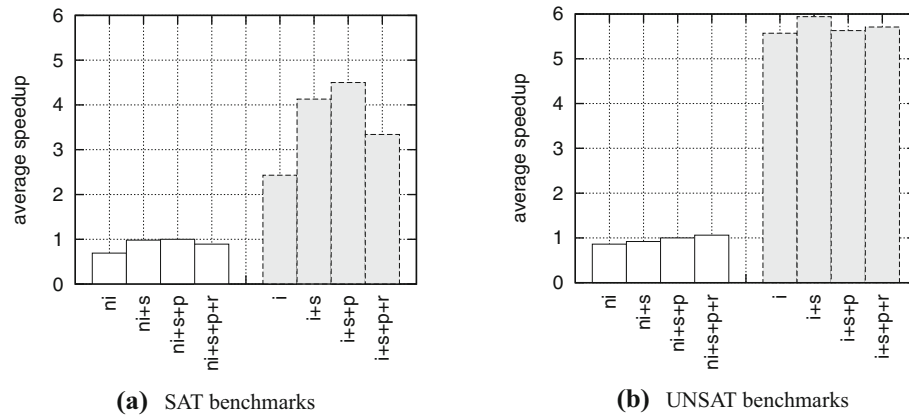 6
5
4
3
2
1
0
average speedup
ni
ni+s
ni+s+p
ni+s+p+r
i
i+s
i+s+p
i+s+p+r
(a) SAT benchmarks
6
5
4
3
2
1
0
average speedup
ni
ni+s
ni+s+p
ni+s+p+r
i
i+s
i+s+p
i+s+p+r
(b) UNSAT benchmarks